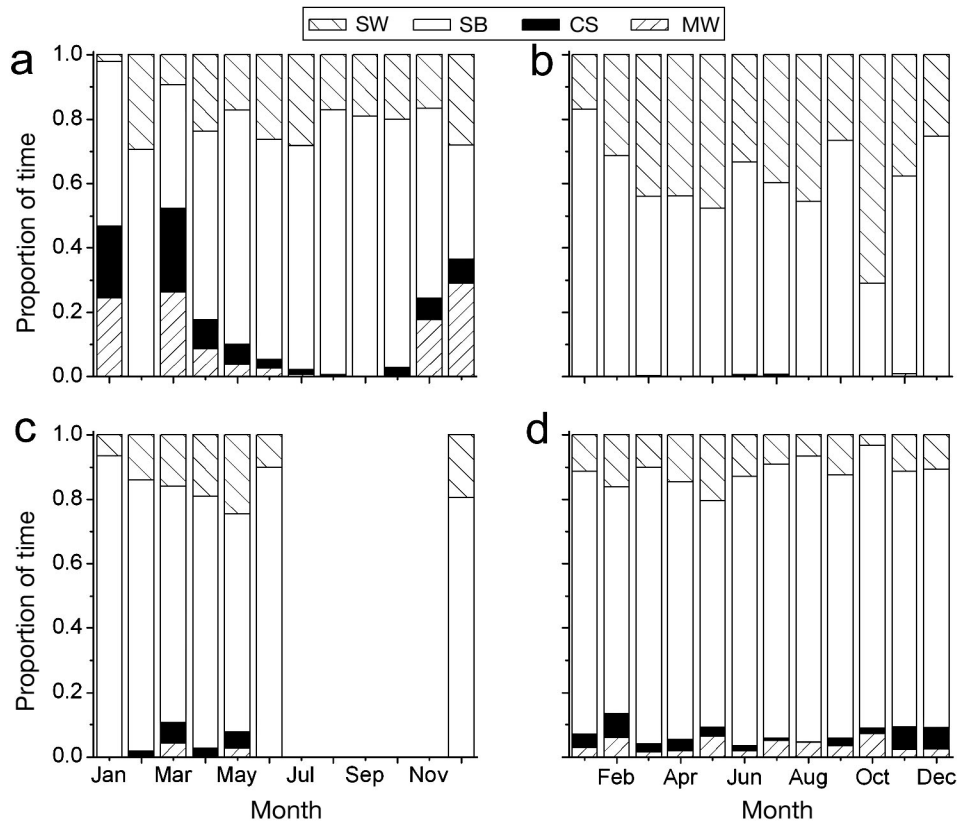 SW SB CS MW
a b
1.0
0.8
0.6
0.4
0.2
0.0
Proportion of time
c d
1.0
0.8
0.6
0.4
0.2
0.0
Proportion of time
Jan Mar May Jul Sep Nov
Feb Apr Jun Aug Oct Dec
Month Month